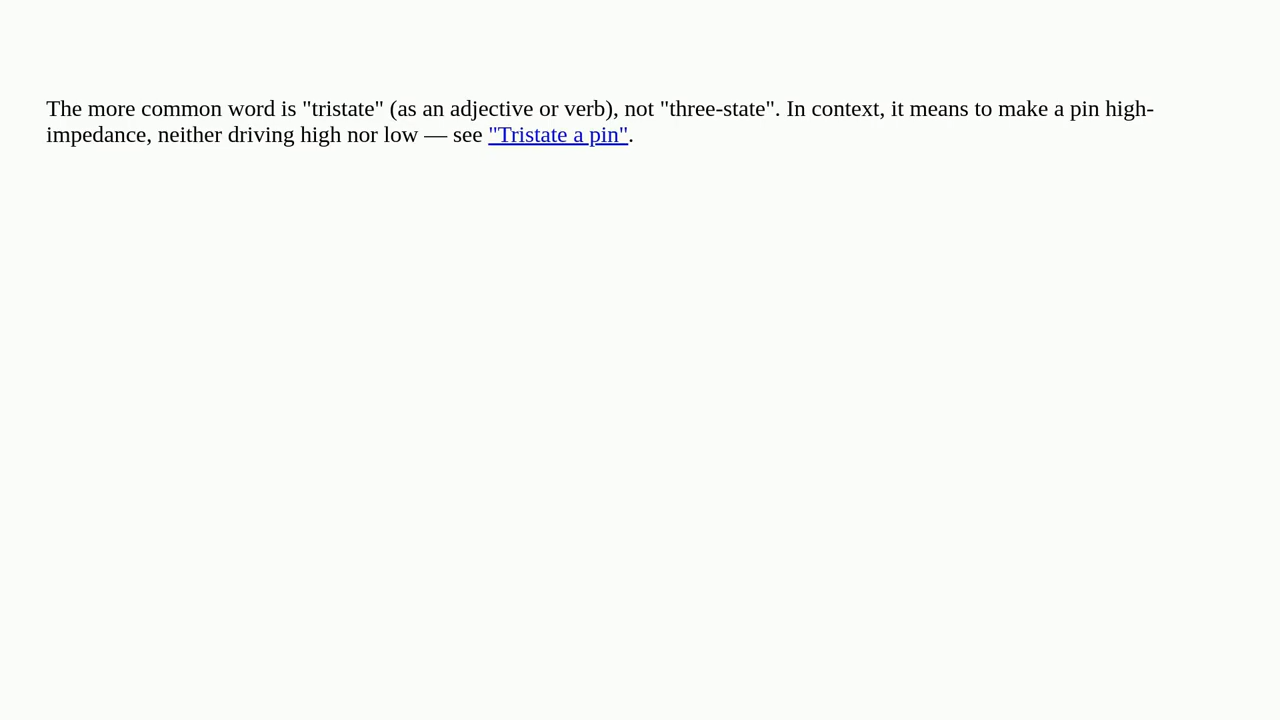 The more common word is "tristate" (as an adjective or verb), not "three-state". In context, it means to make a pin high-
impedance, neither driving high nor low — see "Tristate a pin".